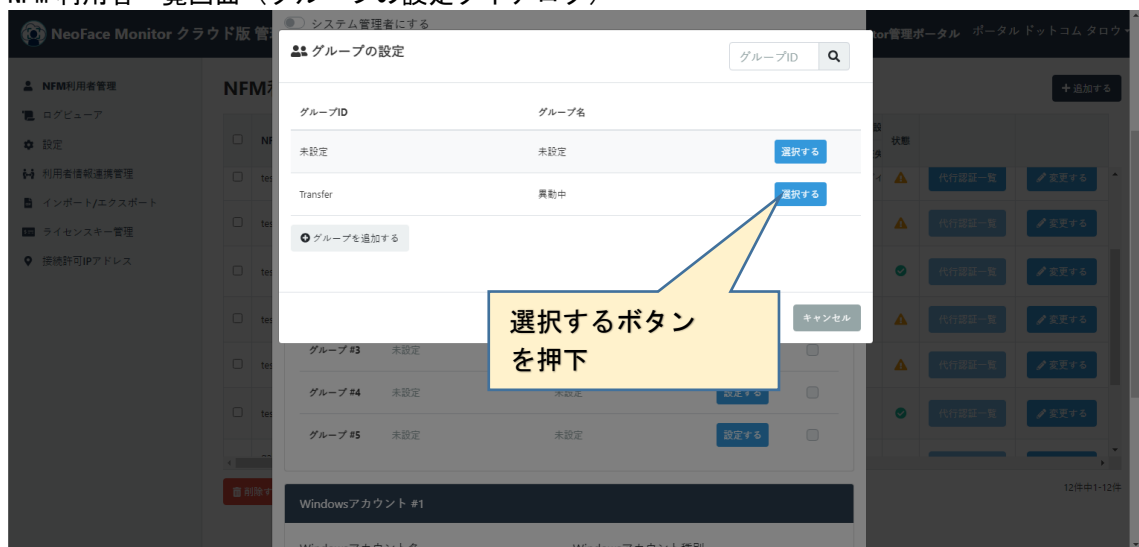 NFM 利用者一覧画面（グループの設定ダイアログ）
システム管理者にする
NeoFace Monitor クラウド版 管
tor管理ポータル ポータル ドットコム タロウ
グループの設定
グループID
NFM利用者管理
NFM
追加する
ログビューア
グループID グループ名
設定
NF
未設定 未設定 選択する
状態
利用者情報連携管理
tes
Transfer 異動中 選択する
代行認証一覧 変更する
インポート/エクスポート
tes
代行認証一覧 変更する
ライセンスキー管理
グループを追加する
接続許可IPアドレス
tes
代行認証一覧 変更する
選択するボタン
を押下
キャンセル
tes
代行認証一覧 変更する
グループ #3 未設定
tes
代行認証一覧 変更する
グループ #4 未設定 未設定 設定する
tes
代行認証一覧 変更する
グループ #5 未設定 未設定 設定する
削除す
12件中1-12件
Windowsアカウント #1